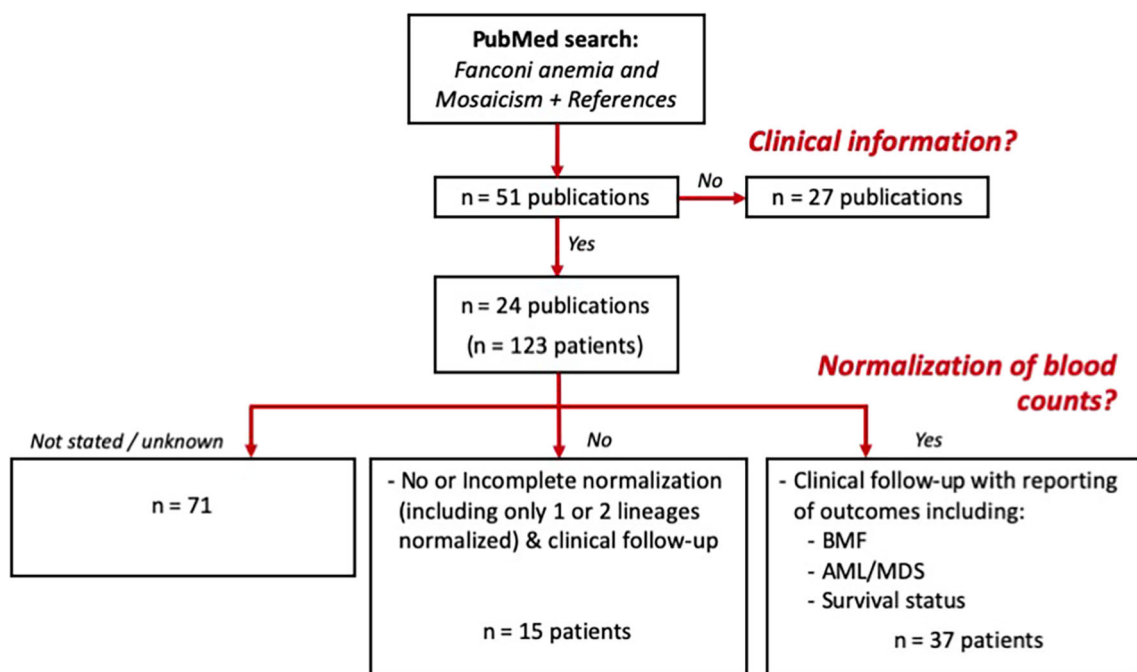 PubMed search:
Fanconi anemia and
Mosaicism + References
Clinical information?
n = 51 publications
No
n = 27 publications
Yes
n = 24 publications
(n = 123 patients)
Normalization of blood
counts?
Not stated / unknown
No
Yes
n = 71
- No or Incomplete normalization
(including only 1 or 2 lineages
normalized) & clinical follow-up
n = 15 patients
- Clinical follow-up with reporting
of outcomes including:
- BMF
- AML/MDS
- Survival status
n = 37 patients